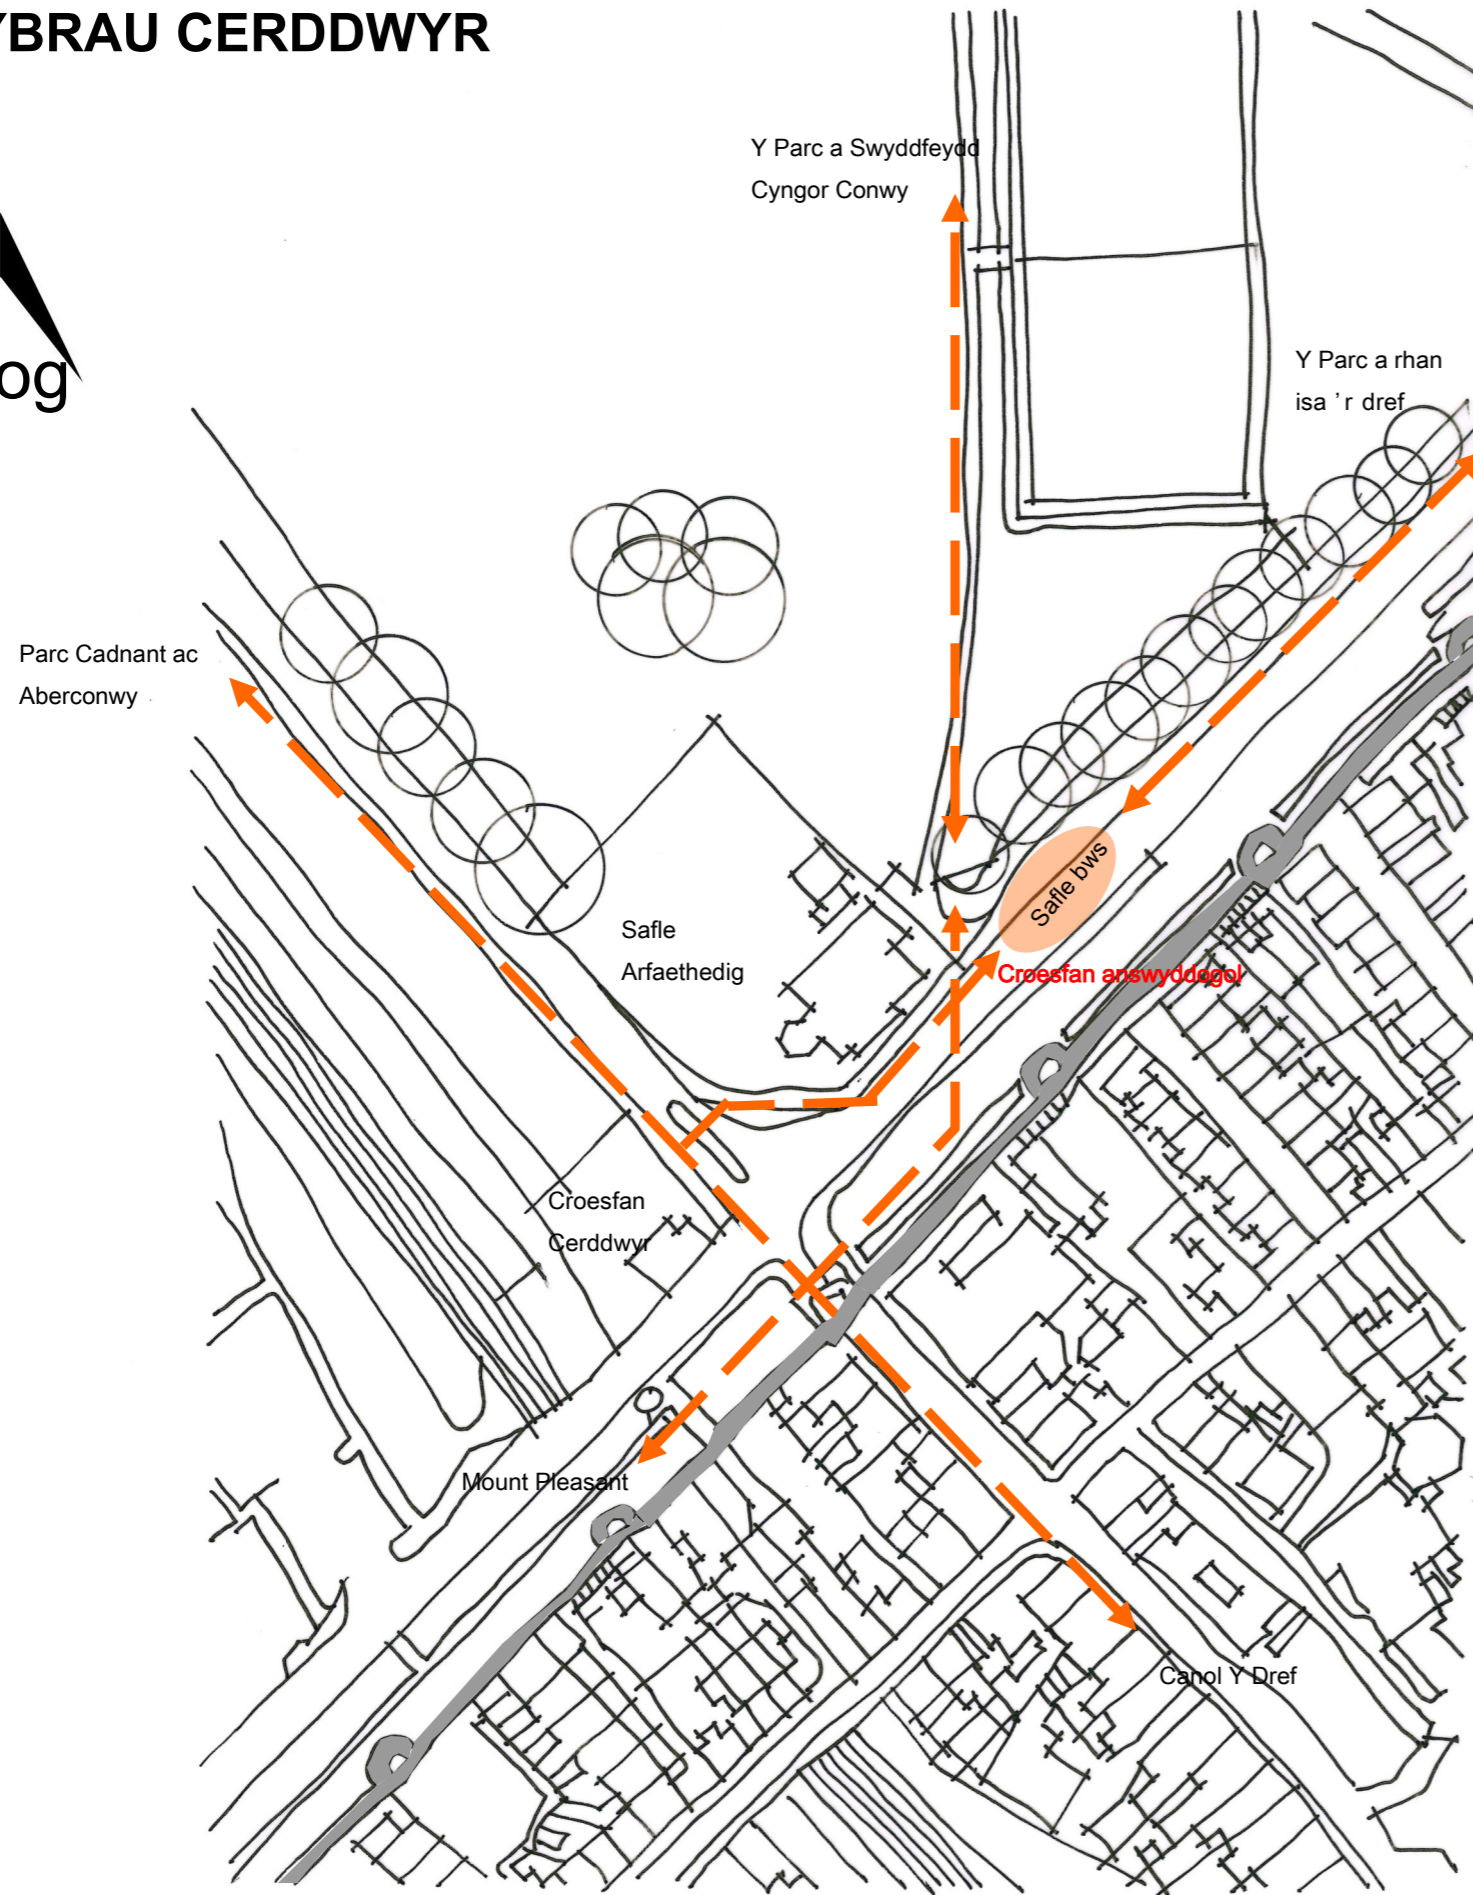 YBRAU CERDDWYR
Y Parc a Swyddfeydd
Cyngor Conwy
og
Y Parc a rhan
isa ’r dref
Parc Cadnant ac
Aberconwy
Safle bws
Safle
Arfaethedig
Croesfan answyddogol
Croesfan
Cerddwyr
Mount Pleasant
Canol Y Dref